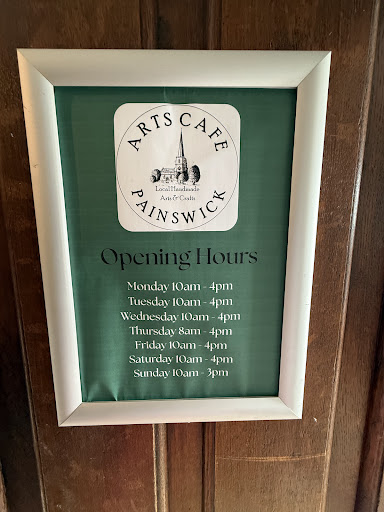 ARTS CAFE
Local Handmade
Arts & Crafts
PAINSWICK
Opening Hours
Monday 10am - 4pm
Tuesday 10am - 4pm
Wednesday 10am - 4pm
Thursday 8am - 4pm
Friday 10am - 4pm
Saturday 10am - 4pm
Sunday 10am - 3pm